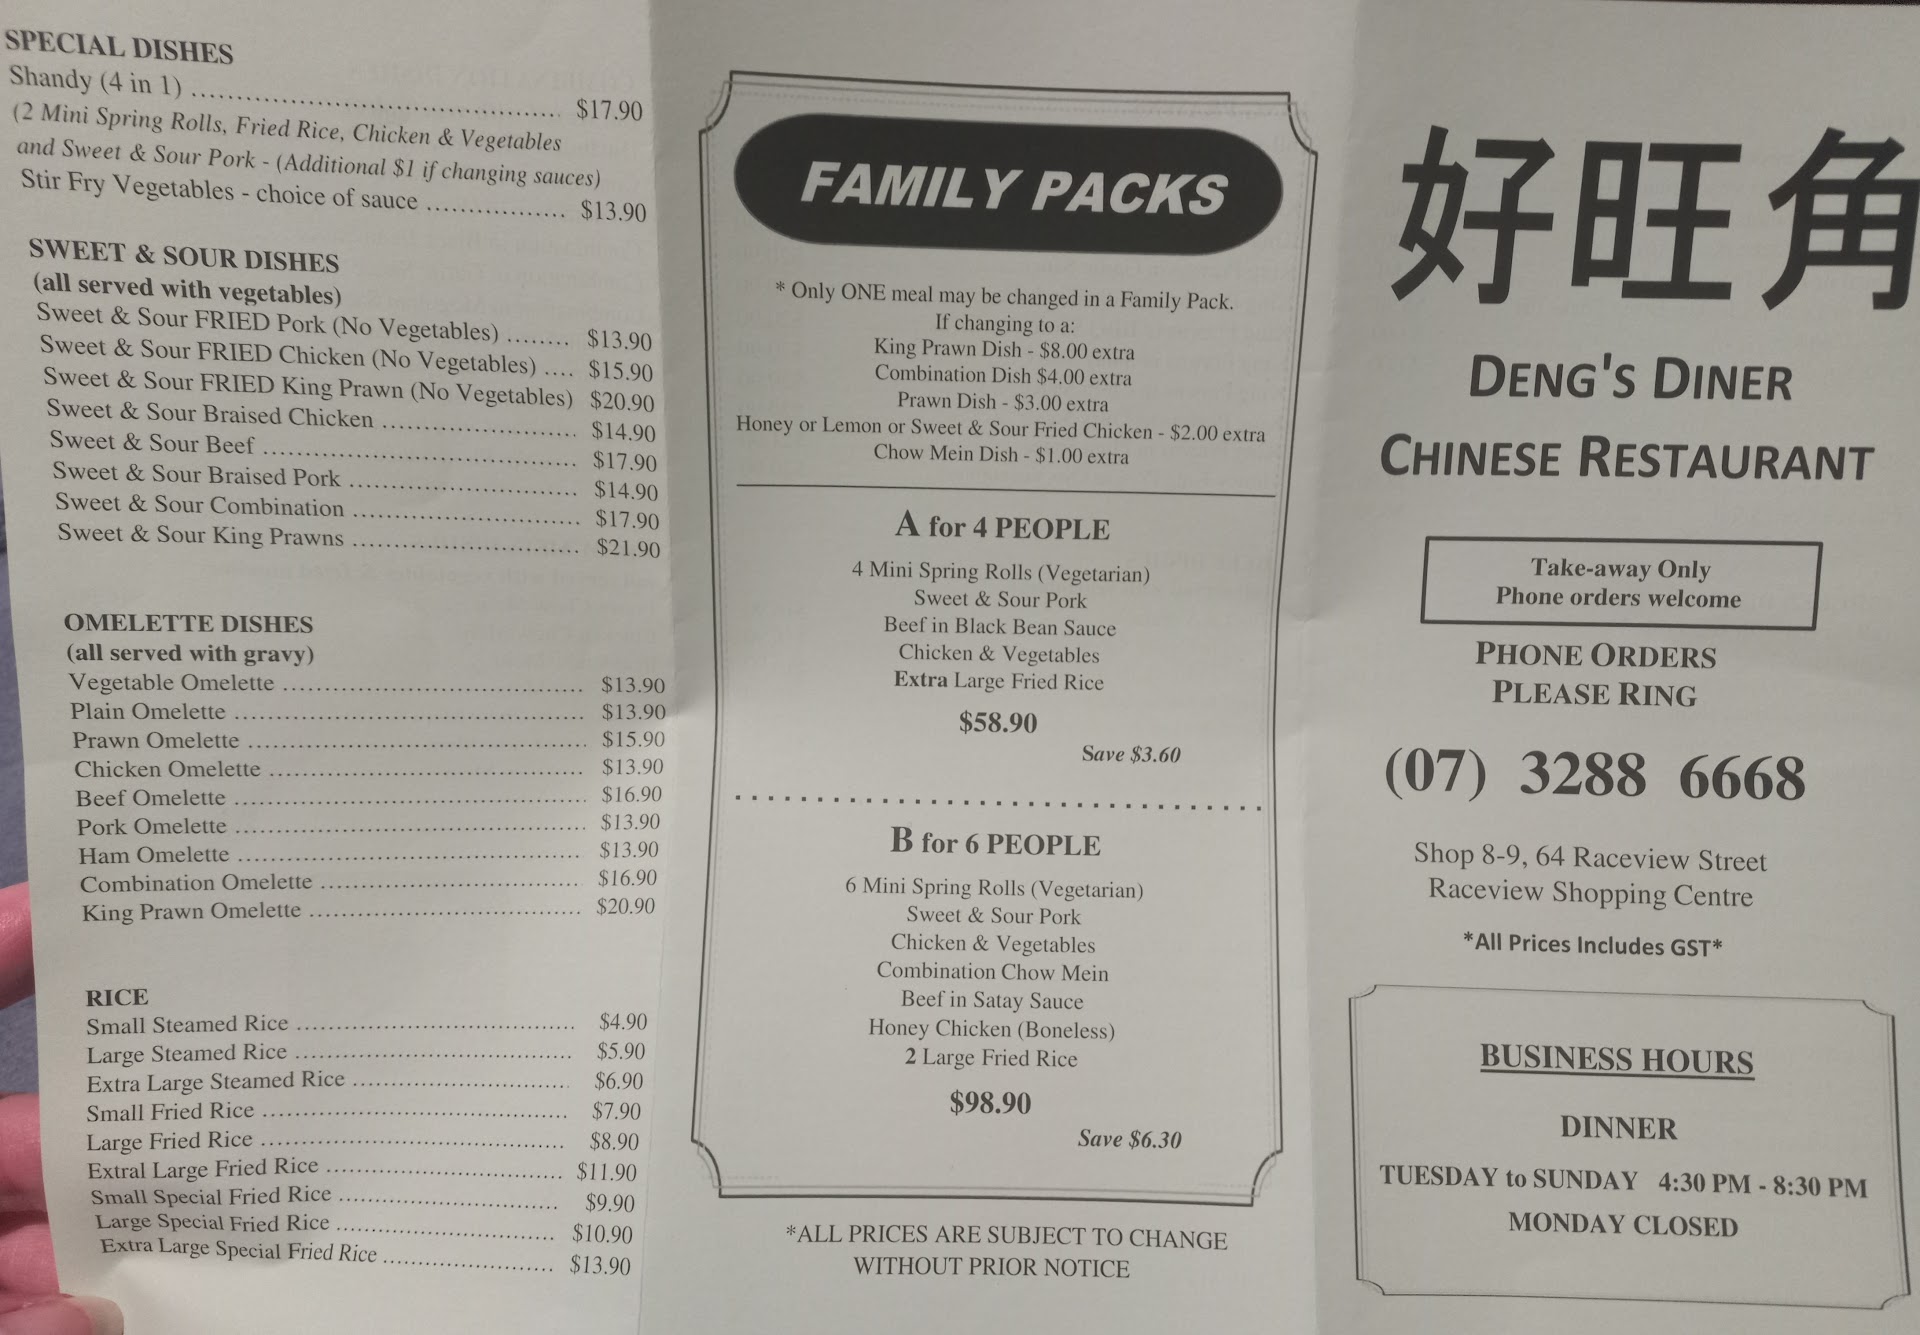 SPECIAL DISHES
Shandy (4 in 1) ........................................ $17.90
(2 Mini Spring Rolls, Fried Rice, Chicken & Vegetables
and Sweet & Sour Pork - (Additional $1 if changing sauces)
Stir Fry Vegetables - choice of sauce ................. $13.90
SWEET & SOUR DISHES
(all served with vegetables)
Sweet & Sour FRIED Pork (No Vegetables) ........ $13.90
Sweet & Sour FRIED Chicken (No Vegetables) .... $15.90
Sweet & Sour FRIED King Prawn (No Vegetables) $20.90
Sweet & Sour Braised Chicken ........................ $14.90
Sweet & Sour Beef ....................................... $17.90
Sweet & Sour Braised Pork ............................. $14.90
Sweet & Sour Combination ............................ $17.90
Sweet & Sour King Prawns ............................ $21.90
OMELETTE DISHES
(all served with gravy)
Vegetable Omelette ..................................... $13.90
Plain Omelette ........................................... $13.90
Prawn Omelette ......................................... $15.90
Chicken Omelette ....................................... $13.90
Beef Omelette ........................................... $16.90
Pork Omelette ........................................... $13.90
Ham Omelette ........................................... $13.90
Combination Omelette ................................ $16.90
King Prawn Omelette .................................. $20.90
RICE
Small Steamed Rice ..................................... $4.90
Large Steamed Rice ..................................... $5.90
Extra Large Steamed Rice ............................. $6.90
Small Fried Rice ......................................... $7.90
Large Fried Rice ......................................... $8.90
Extral Large Fried Rice ................................ $11.90
Small Special Fried Rice .............................. $9.90
Large Special Fried Rice .............................. $10.90
Extra Large Special Fried Rice ....................... $13.90
FAMILY PACKS
* Only ONE meal may be changed in a Family Pack.
If changing to a:
King Prawn Dish - $8.00 extra
Combination Dish $4.00 extra
Prawn Dish - $3.00 extra
Honey or Lemon or Sweet & Sour Fried Chicken - $2.00 extra
Chow Mein Dish - $1.00 extra
A for 4 PEOPLE
4 Mini Spring Rolls (Vegetarian)
Sweet & Sour Pork
Beef in Black Bean Sauce
Chicken & Vegetables
Extra Large Fried Rice
$58.90
Save $3.60
B for 6 PEOPLE
6 Mini Spring Rolls (Vegetarian)
Sweet & Sour Pork
Chicken & Vegetables
Combination Chow Mein
Beef in Satay Sauce
Honey Chicken (Boneless)
2 Large Fried Rice
$98.90
Save $6.30
*ALL PRICES ARE SUBJECT TO CHANGE
WITHOUT PRIOR NOTICE
好旺角
DENG'S DINER
CHINESE RESTAURANT
Take-away Only
Phone orders welcome
PHONE ORDERS
PLEASE RING
(07) 3288 6668
Shop 8-9, 64 Raceview Street
Raceview Shopping Centre
*All Prices Includes GST*
BUSINESS HOURS
DINNER
TUESDAY to SUNDAY 4:30 PM - 8:30 PM
MONDAY CLOSED